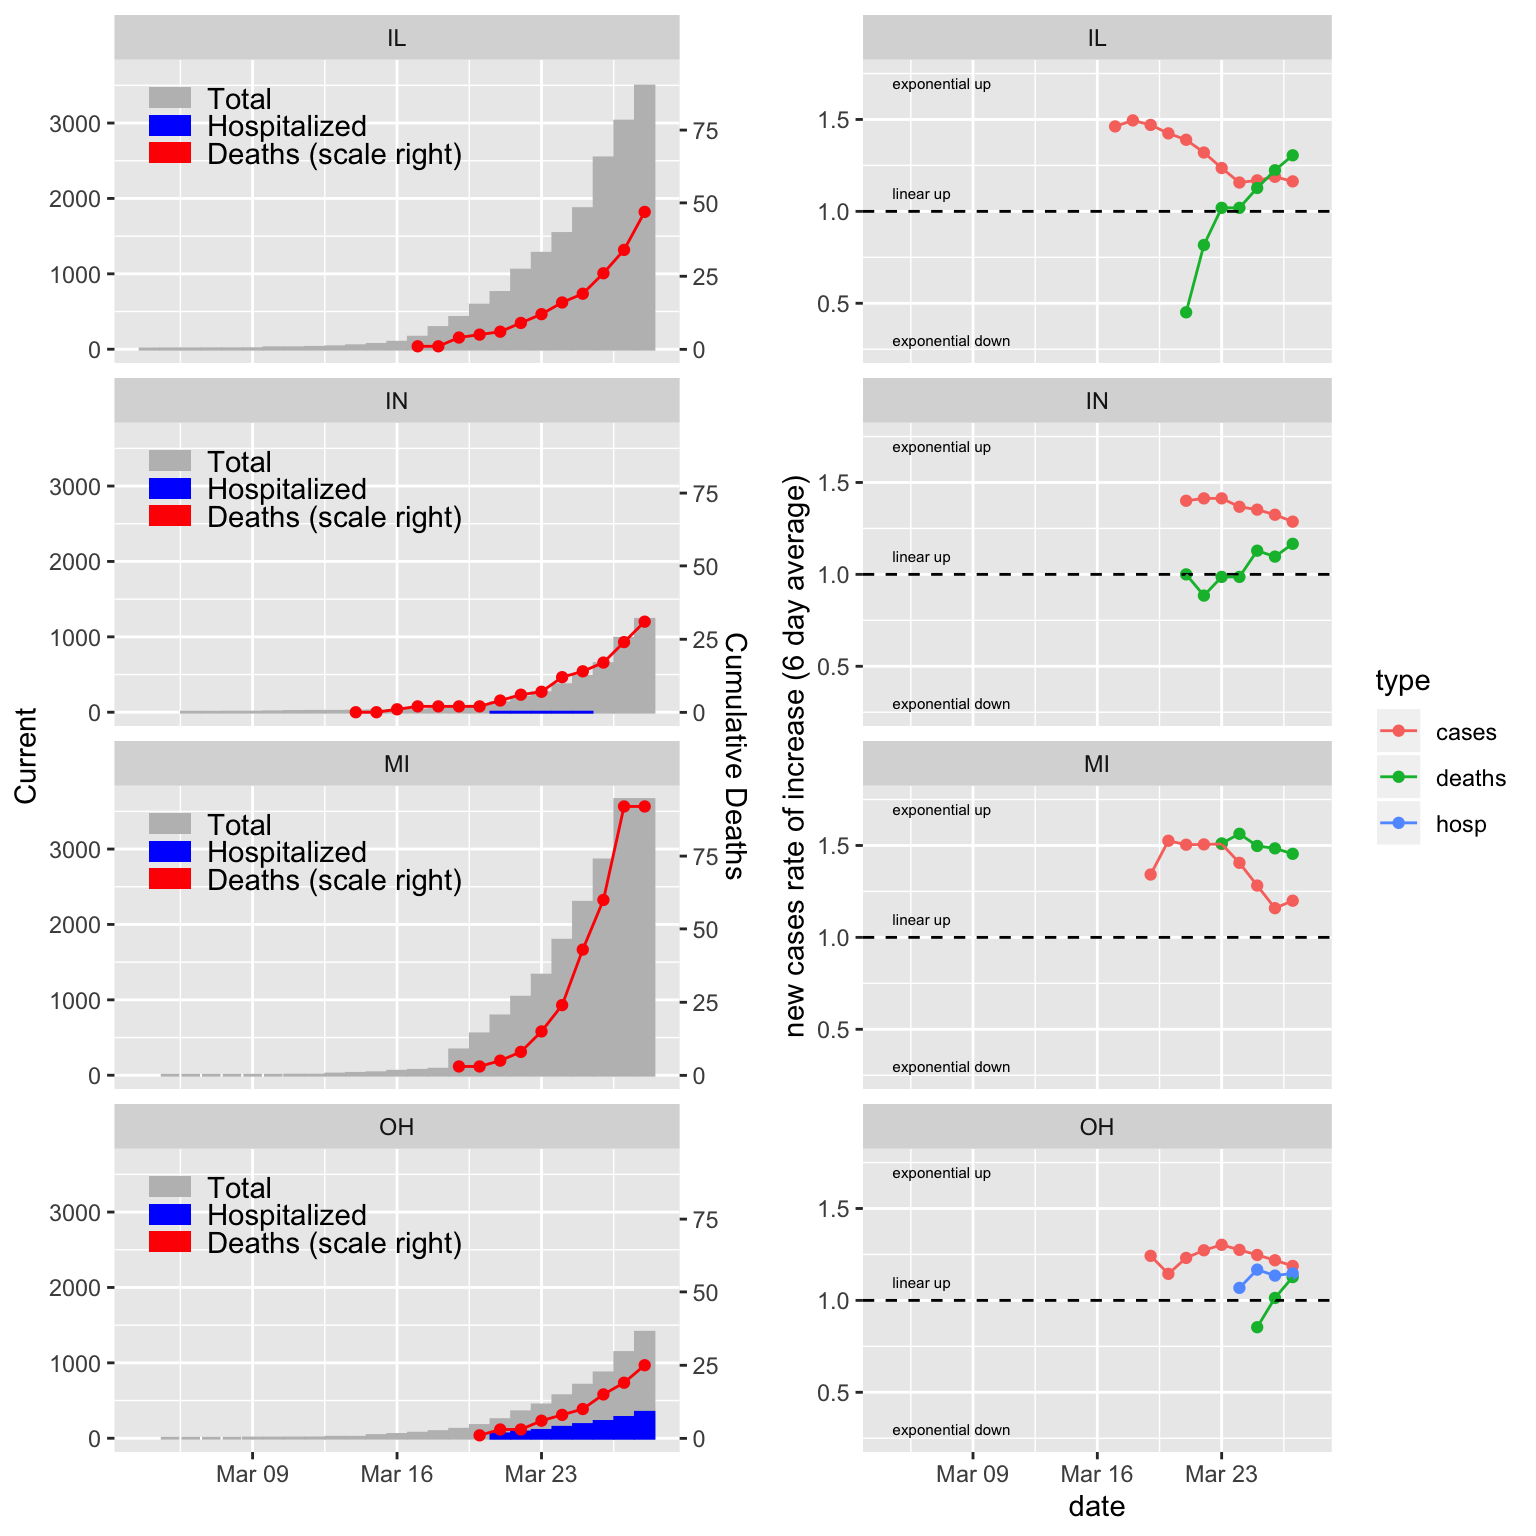 IL
Total
Hospitalized
Deaths (scale right)
3000
2000
1000
0
75
50
25
0
IN
Total
Hospitalized
Deaths (scale right)
3000
2000
1000
0
75
50
25
0
MI
Total
Hospitalized
Deaths (scale right)
3000
2000
1000
0
75
50
25
0
OH
Total
Hospitalized
Deaths (scale right)
3000
2000
1000
0
75
50
25
0
Mar 09
Mar 16
Mar 23
Current
Cumulative Deaths
IL
exponential up
linear up
exponential down
1.5
1.0
0.5
IN
exponential up
linear up
exponential down
1.5
1.0
0.5
MI
exponential up
linear up
exponential down
1.5
1.0
0.5
OH
exponential up
linear up
exponential down
1.5
1.0
0.5
Mar 09
Mar 16
Mar 23
date
new cases rate of increase (6 day average)
type
cases
deaths
hosp